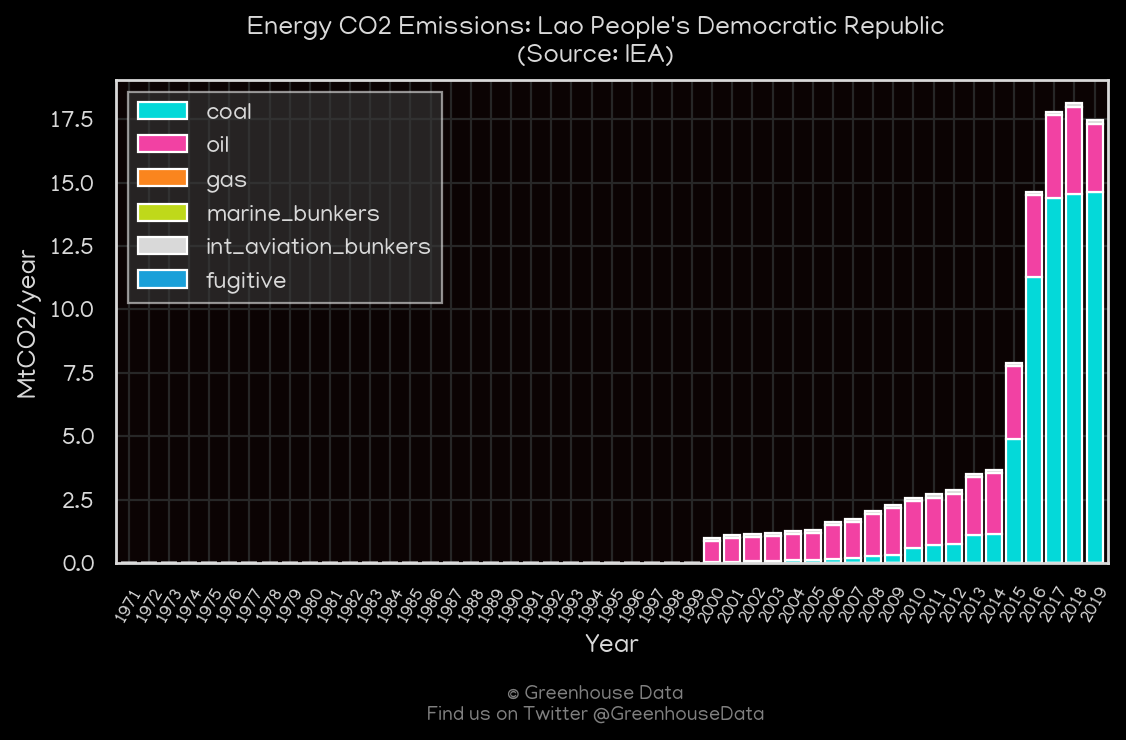 Energy CO2 Emissions: Lao People's Democratic Republic
(Source: IEA)
coal
oil
gas
marine_bunkers
int_aviation_bunkers
fugitive
MtCO2/year
17.5
15.0
12.5
10.0
7.5
5.0
2.5
0.0
1971 1972 1973 1974 1975 1976 1977 1978 1979 1980 1981 1982 1983 1984 1985 1986 1987 1988 1989 1990 1991 1992 1993 1994 1995 1996 1997 1998 1999 2000 2001 2002 2003 2004 2005 2006 2007 2008 2009 2010 2011 2012 2013 2014 2015 2016 2017 2018 2019
Year
© Greenhouse Data
Find us on Twitter @GreenhouseData